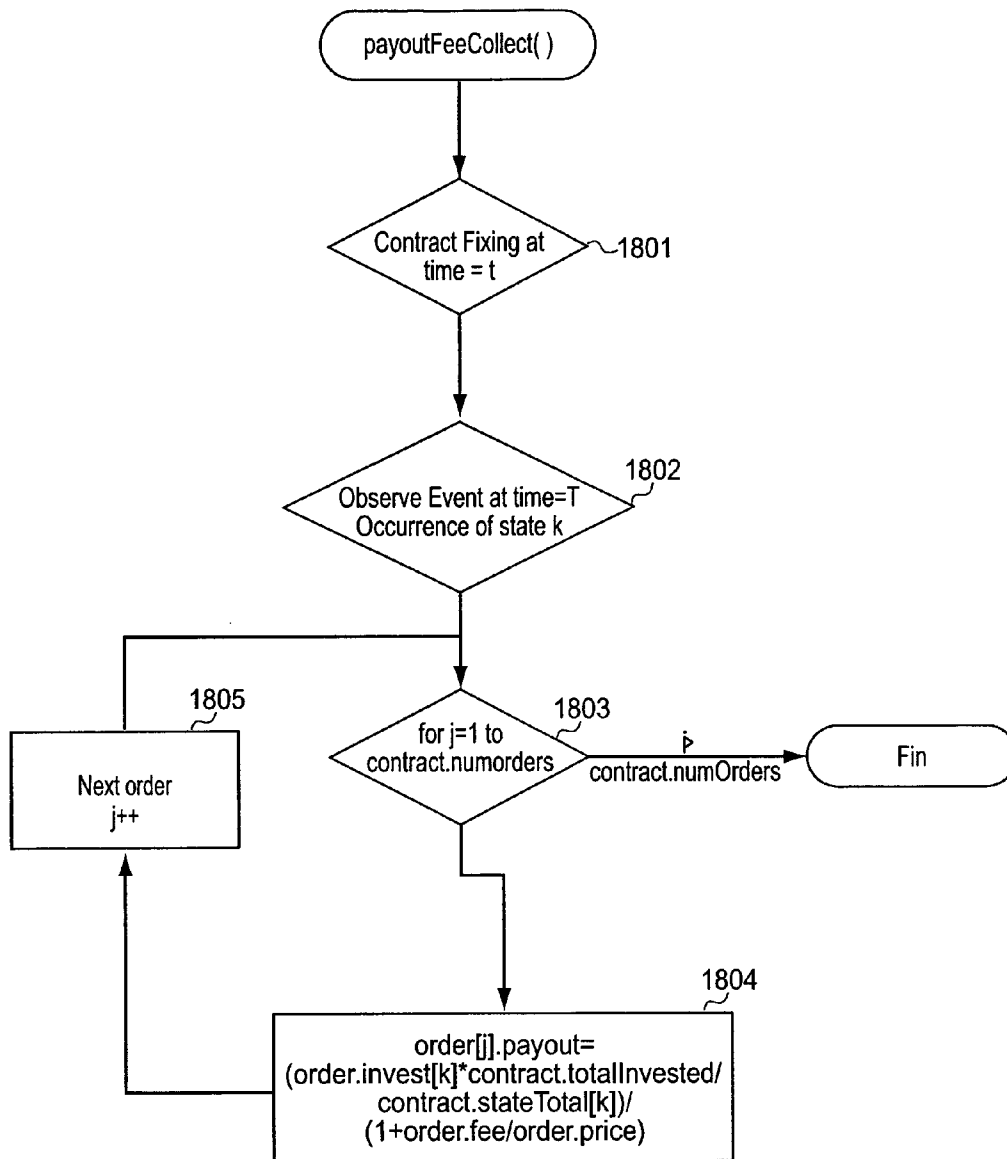 payoutFeeCollect( )
Contract Fixing at
time = t
1801
Observe Event at time=T
Occurrence of state k
1802
for j=1 to
contract.numorders
1803
j>
contract.numOrders
Fin
1805
Next order
j++
1804
order[j].payout=
(order.invest[k]*contract.totalInvested/
contract.stateTotal[k])/
(1+order.fee/order.price)